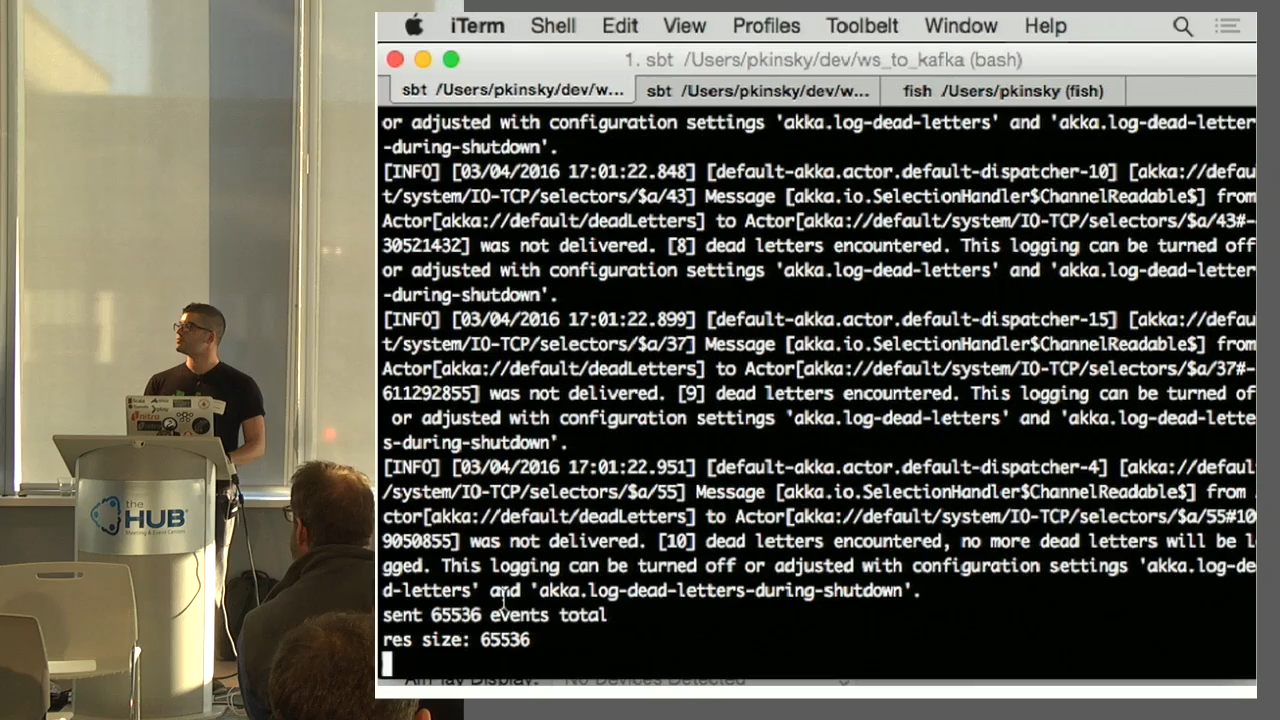 iTerm Shell Edit View Profiles Toolbelt Window Help
1. sbt /Users/pkinsky/dev/ws_to_kafka (bash)
sbt /Users/pkinsky/dev/w... sbt /Users/pkinsky/dev/w... fish /Users/pkinsky (fish)
or adjusted with configuration settings 'akka.log-dead-letters' and 'akka.log-dead-letter
-during-shutdown'.
[INFO] [03/04/2016 17:01:22.848] [default-akka.actor.default-dispatcher-10] [akka://defau
t/system/IO-TCP/selectors/$a/43] Message [akka.io.SelectionHandler$ChannelReadable$] from
Actor[akka://default/deadLetters] to Actor[akka://default/system/IO-TCP/selectors/$a/43#-
30521432] was not delivered. [8] dead letters encountered. This logging can be turned off
or adjusted with configuration settings 'akka.log-dead-letters' and 'akka.log-dead-letter
-during-shutdown'.
[INFO] [03/04/2016 17:01:22.899] [default-akka.actor.default-dispatcher-15] [akka://defau
t/system/IO-TCP/selectors/$a/37] Message [akka.io.SelectionHandler$ChannelReadable$] from
Actor[akka://default/deadLetters] to Actor[akka://default/system/IO-TCP/selectors/$a/37#-
611292855] was not delivered. [9] dead letters encountered. This logging can be turned of
or adjusted with configuration settings 'akka.log-dead-letters' and 'akka.log-dead-lette
s-during-shutdown'.
[INFO] [03/04/2016 17:01:22.951] [default-akka.actor.default-dispatcher-4] [akka://defaul
/system/IO-TCP/selectors/$a/55] Message [akka.io.SelectionHandler$ChannelReadable$] from
ctor[akka://default/deadLetters] to Actor[akka://default/system/IO-TCP/selectors/$a/55#10
9050855] was not delivered. [10] dead letters encountered, no more dead letters will be l
gged. This logging can be turned off or adjusted with configuration settings 'akka.log-de
d-letters' and 'akka.log-dead-letters-during-shutdown'.
sent 65536 events total
res size: 65536
AirPlay Display: No Devices Detected
nitro
the
HUB
Meeting & Event Centers